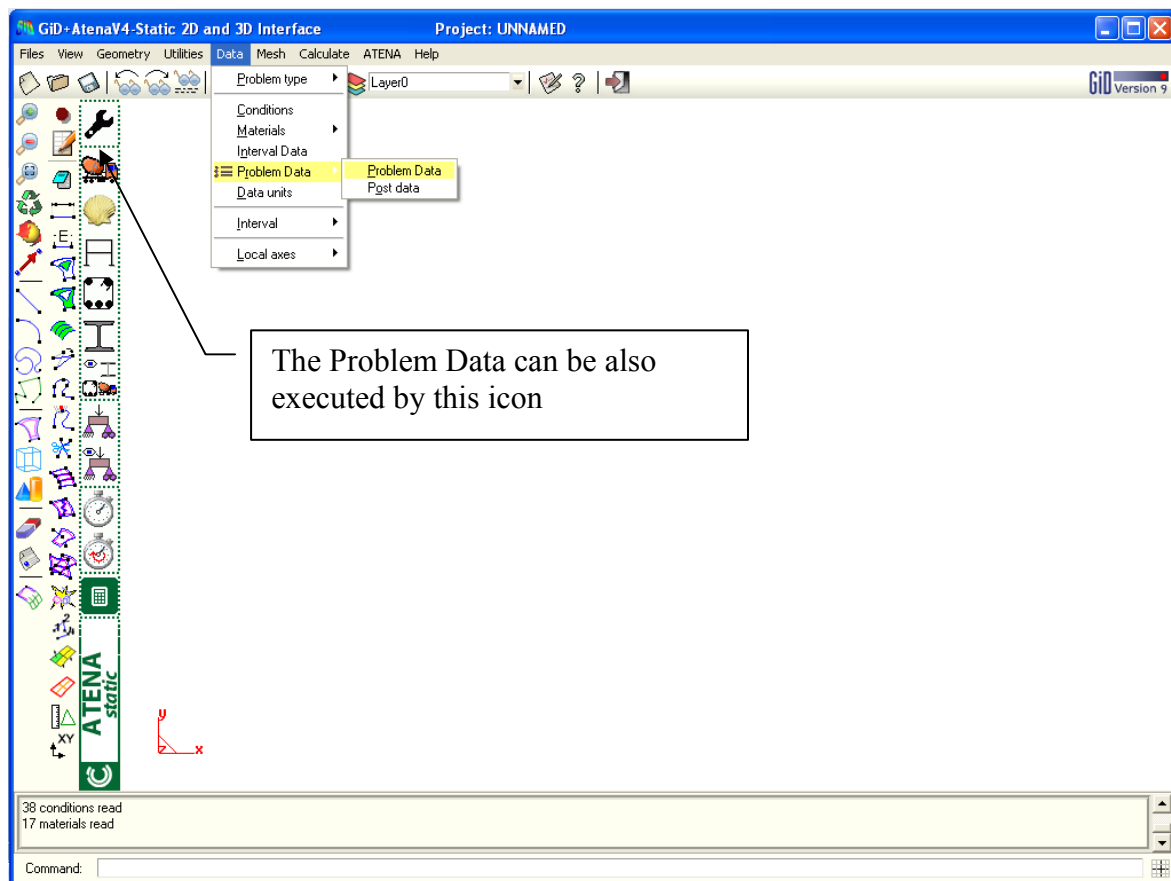 GiD+AtenaV4-Static 2D and 3D Interface Project: UNNAMED
Files View Geometry Utilities Data Mesh Calculate ATENA Help
Problem type
Layer0
GiD Version 9
Conditions
Materials
Interval Data
Problem Data
Problem Data
Data units
Post data
Interval
Local axes
:E:
The Problem Data can be also
executed by this icon
2
1
XY
ATENA
static
y
z x
38 conditions read
17 materials read
Command: